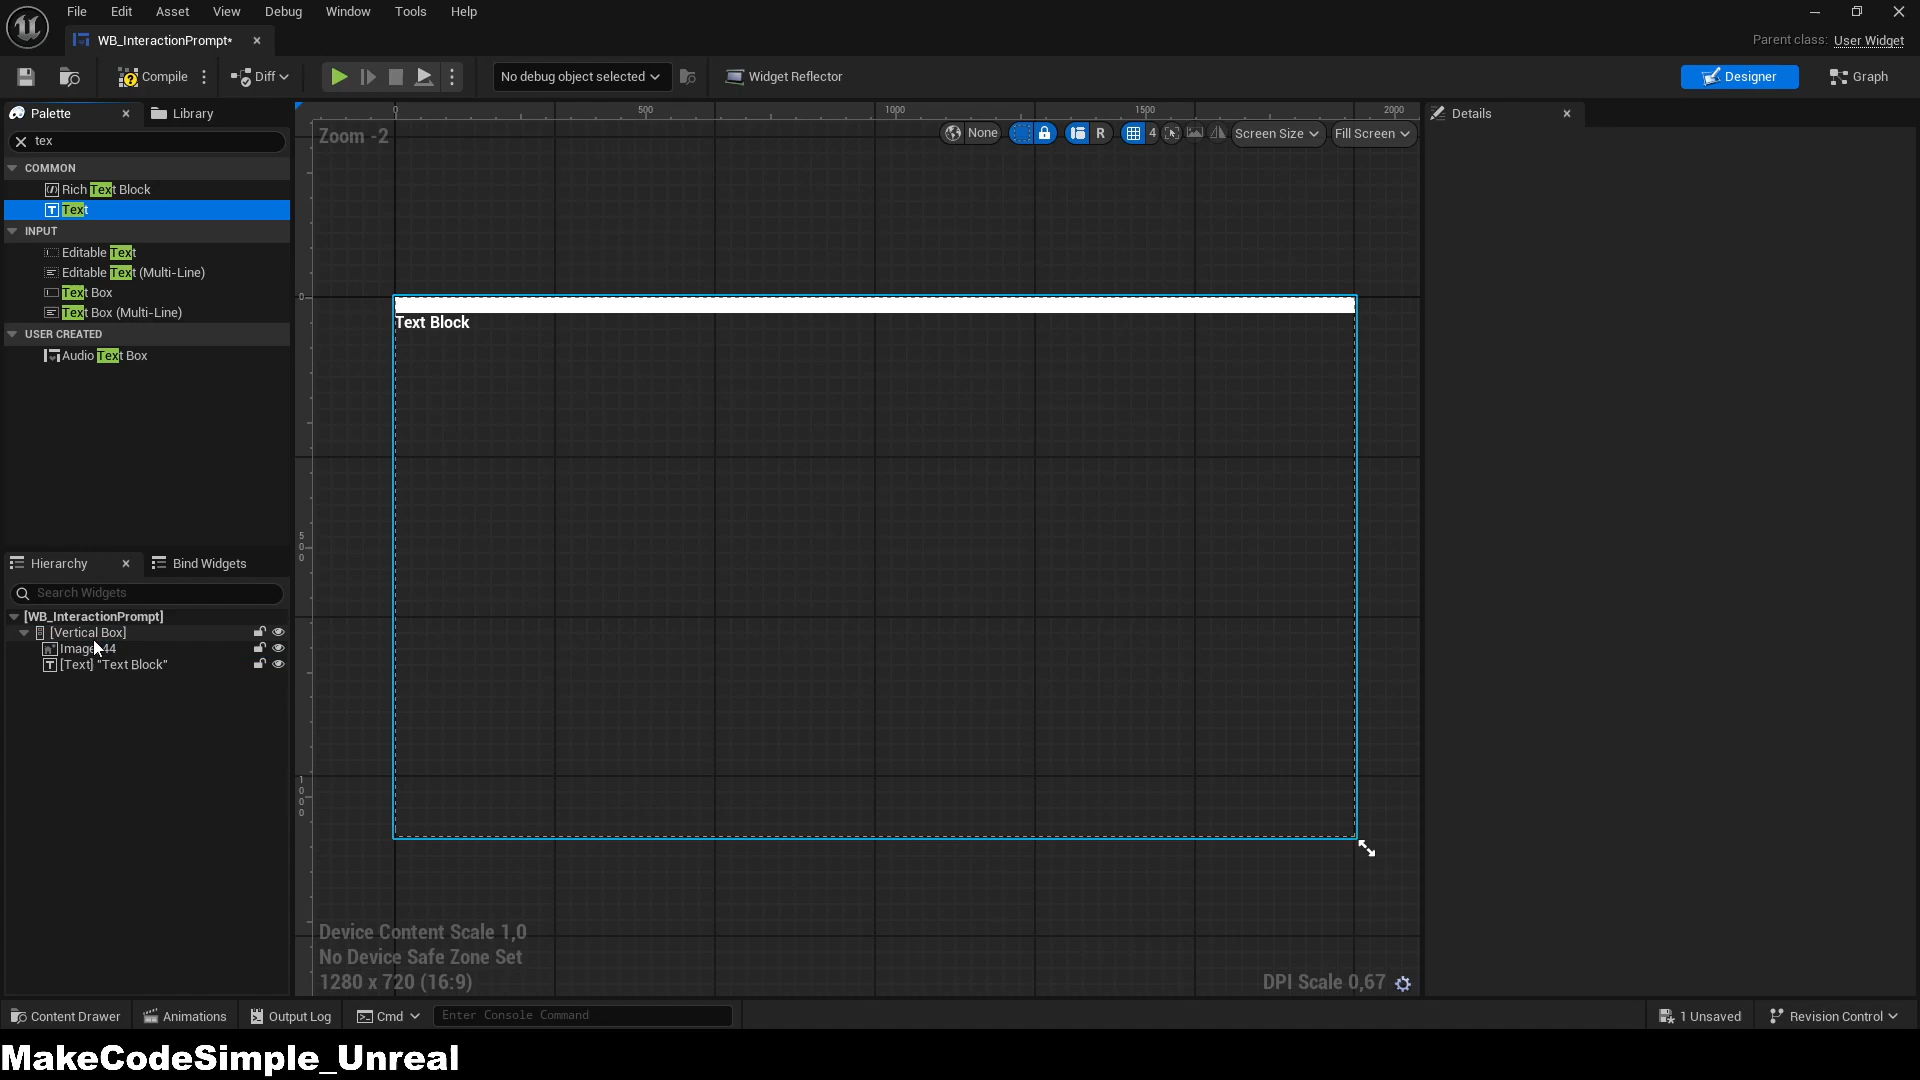 File Edit Asset View Debug Window Tools Help
WB_InteractionPrompt*
Parent class: User Widget
Compile Diff No debug object selected Widget Reflector Designer Graph
Palette Library
tex
COMMON
Rich Text Block
Text
INPUT
Editable Text
Editable Text (Multi-Line)
Text Box
Text Box (Multi-Line)
USER CREATED
Audio Text Box
Hierarchy Bind Widgets
Search Widgets
[WB_InteractionPrompt]
[Vertical Box]
[Text] "Text Block"
0 500 1000 1500 2000
Zoom -2
None R 4 Screen Size Fill Screen
0
Text Block
500
1000
Device Content Scale 1,0
No Device Safe Zone Set
1280 x 720 (16:9)
DPI Scale 0,67
Details
Content Drawer Animations Output Log Cmd Enter Console Command 1 Unsaved Revision Control
MakeCodeSimple_Unreal